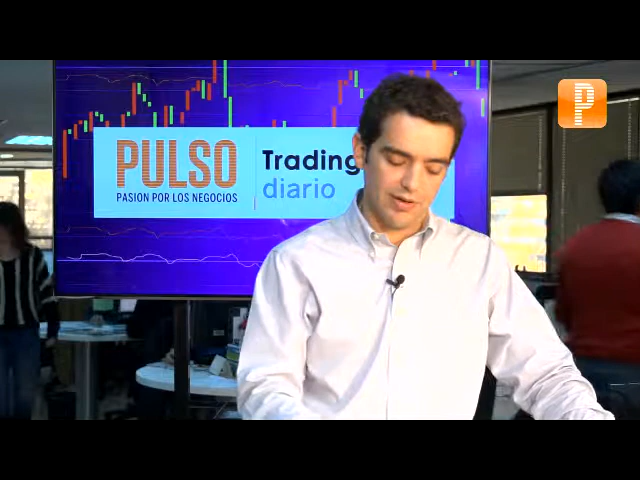 PULSO
PASION POR LOS NEGOCIOS
Trading
diario
P